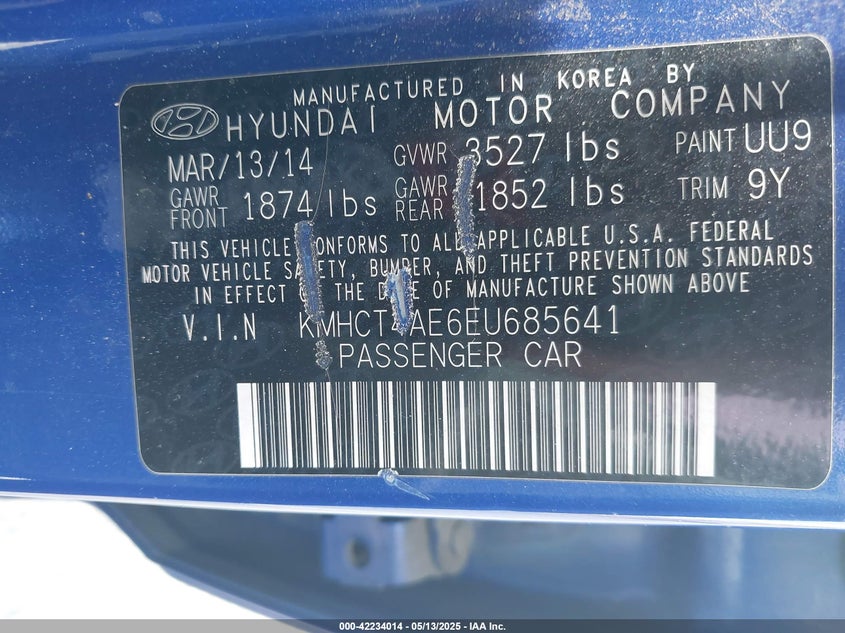 MANUFACTURED IN KOREA BY
HYUNDAI MOTOR COMPANY
MAR/13/14 GVWR 3527 lbs PAINT UU9
GAWR FRONT 1874 lbs GAWR REAR 1852 lbs TRIM 9Y
THIS VEHICLE CONFORMS TO ALL APPLICABLE U.S.A. FEDERAL
MOTOR VEHICLE SAFETY, BUMPER, AND THEFT PREVENTION STANDARDS
IN EFFECT ON THE DATE OF MANUFACTURE SHOWN ABOVE
V.I.N
PASSENGER CAR
000-42234014 - 05/13/2025 - IAA Inc.